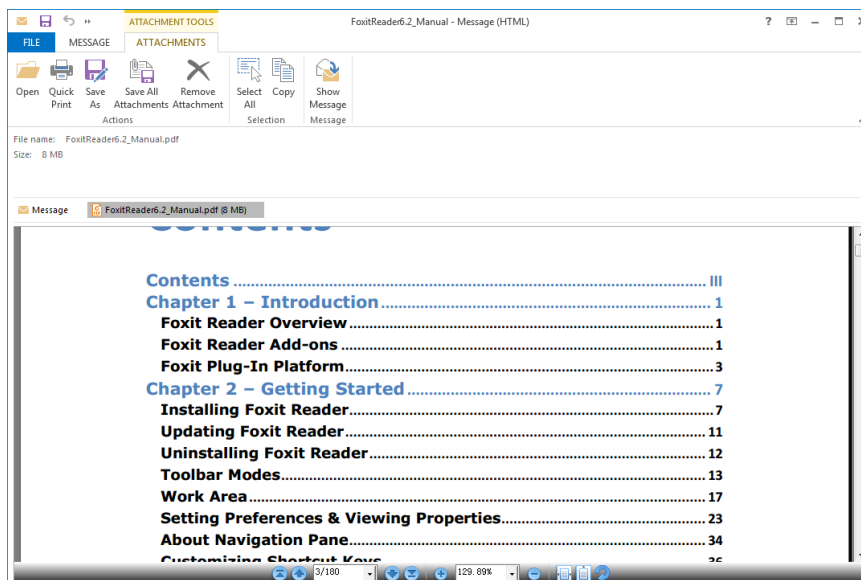 ATTACHMENT TOOLS
FoxitReader6.2_Manual - Message (HTML)
?
FILE
MESSAGE
ATTACHMENTS
Open
Quick Print
Save As
Save All Attachments
Remove Attachment
Select All
Copy
Show Message
Actions
Selection
Message
File name: FoxitReader6.2_Manual.pdf
Size: 8 MB
Message
FoxitReader6.2_Manual.pdf (8 MB)
Contents
Contents ........ III
Chapter 1 – Introduction ........ 1
Foxit Reader Overview ........ 1
Foxit Reader Add-ons ........ 1
Foxit Plug-In Platform ........ 3
Chapter 2 – Getting Started ........ 7
Installing Foxit Reader ........ 7
Updating Foxit Reader ........ 11
Uninstalling Foxit Reader ........ 12
Toolbar Modes ........ 13
Work Area ........ 17
Setting Preferences & Viewing Properties ........ 23
About Navigation Pane ........ 34
Customizing Shortcut Keys ........ 36
3/180
129.89%